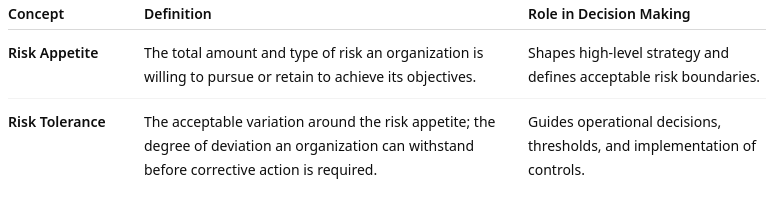 Concept Definition Role in Decision Making
Risk Appetite The total amount and type of risk an organization is Shapes high-level strategy and
willing to pursue or retain to achieve its objectives. defines acceptable risk boundaries.
Risk Tolerance The acceptable variation around the risk appetite; the Guides operational decisions,
degree of deviation an organization can withstand thresholds, and implementation of
before corrective action is required. controls.